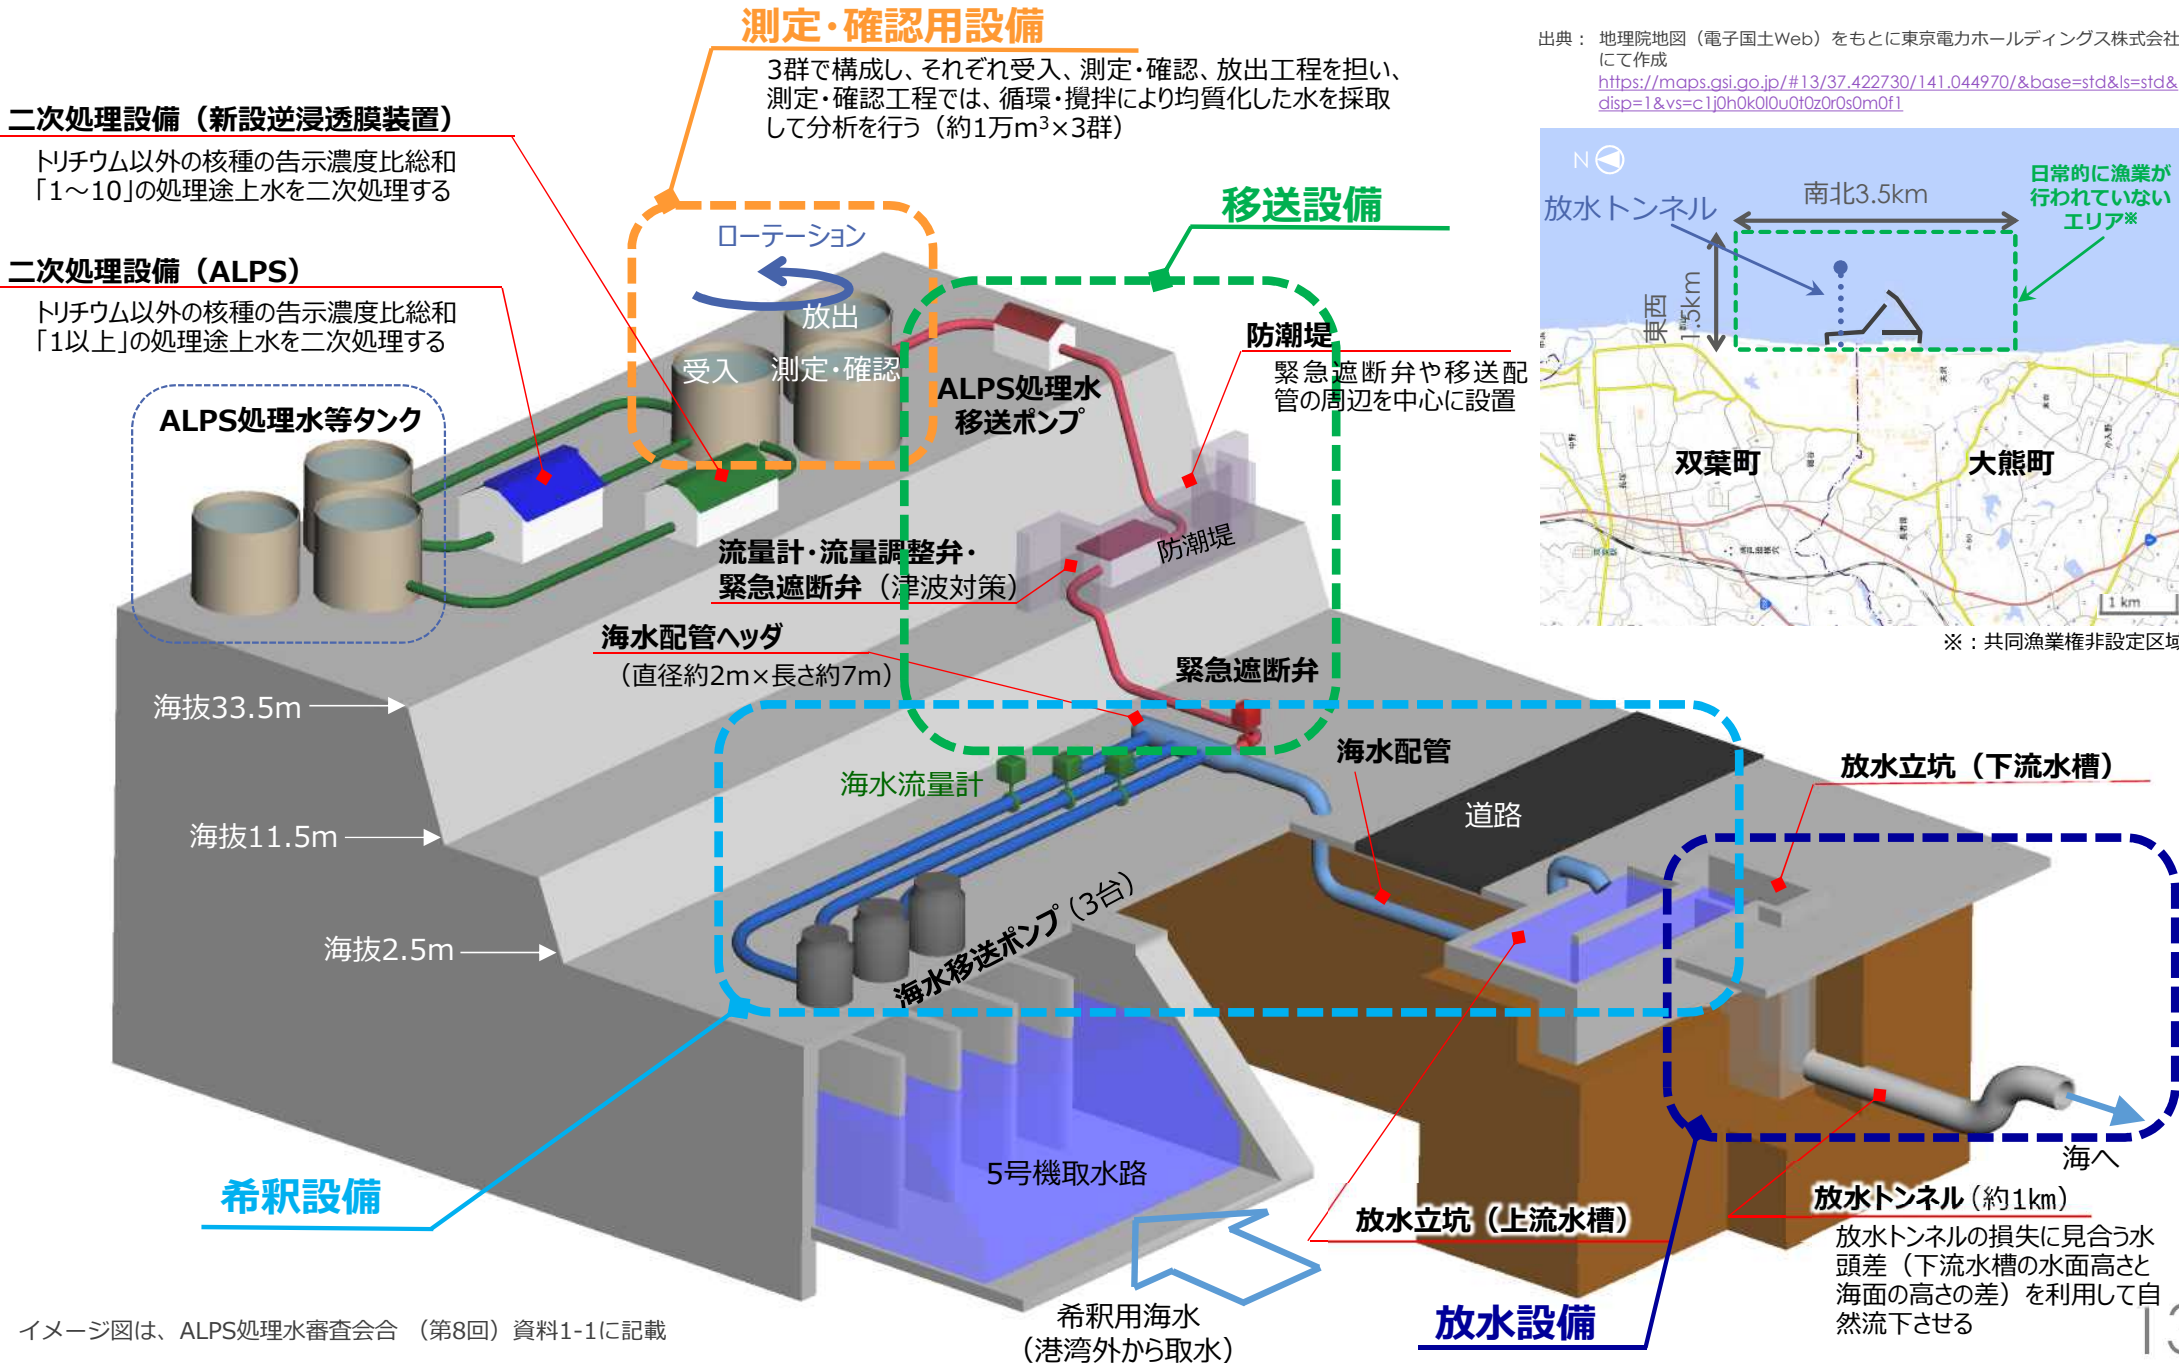 測定・確認用設備
3群で構成し、それぞれ受入、測定・確認、放出工程を担い、
測定・確認工程では、循環・攪拌により均質化した水を採取
して分析を行う（約1万m³×3群）
出典： 地理院地図（電子国土Web）をもとに東京電力ホールディングス株式会社
にて作成
https://maps.gsi.go.jp/#13/37.422730/141.044970/&base=std&ls=std&
disp=1&vs=c1j0h0k0l0u0t0z0r0s0m0f1
二次処理設備（新設逆浸透膜装置）
トリチウム以外の核種の告示濃度比総和
「1～10」の処理途上水を二次処理する
二次処理設備（ALPS）
トリチウム以外の核種の告示濃度比総和
「1以上」の処理途上水を二次処理する
ALPS処理水等タンク
ローテーション
放出
受入
測定・確認
移送設備
ALPS処理水
移送ポンプ
防潮堤
緊急遮断弁や移送配
管の周辺を中心に設置
防潮堤
N
放水トンネル
南北3.5km
東西
1.5km
日常的に漁業が
行われていない
エリア※
双葉町
大熊町
1 km
※：共同漁業権非設定区域
流量計・流量調整弁・
緊急遮断弁（津波対策）
海水配管ヘッダ
（直径約2m×長さ約7m）
緊急遮断弁
海抜33.5m
海抜11.5m
海抜2.5m
海水流量計
海水配管
道路
放水立坑（下流水槽）
海水移送ポンプ（3台）
5号機取水路
希釈設備
希釈用海水
（港湾外から取水）
放水立坑（上流水槽）
放水設備
海へ
放水トンネル（約1km）
放水トンネルの損失に見合う水
頭差（下流水槽の水面高さと
海面の高さの差）を利用して自
然流下させる
イメージ図は、ALPS処理水審査会合 （第8回）資料1-1に記載